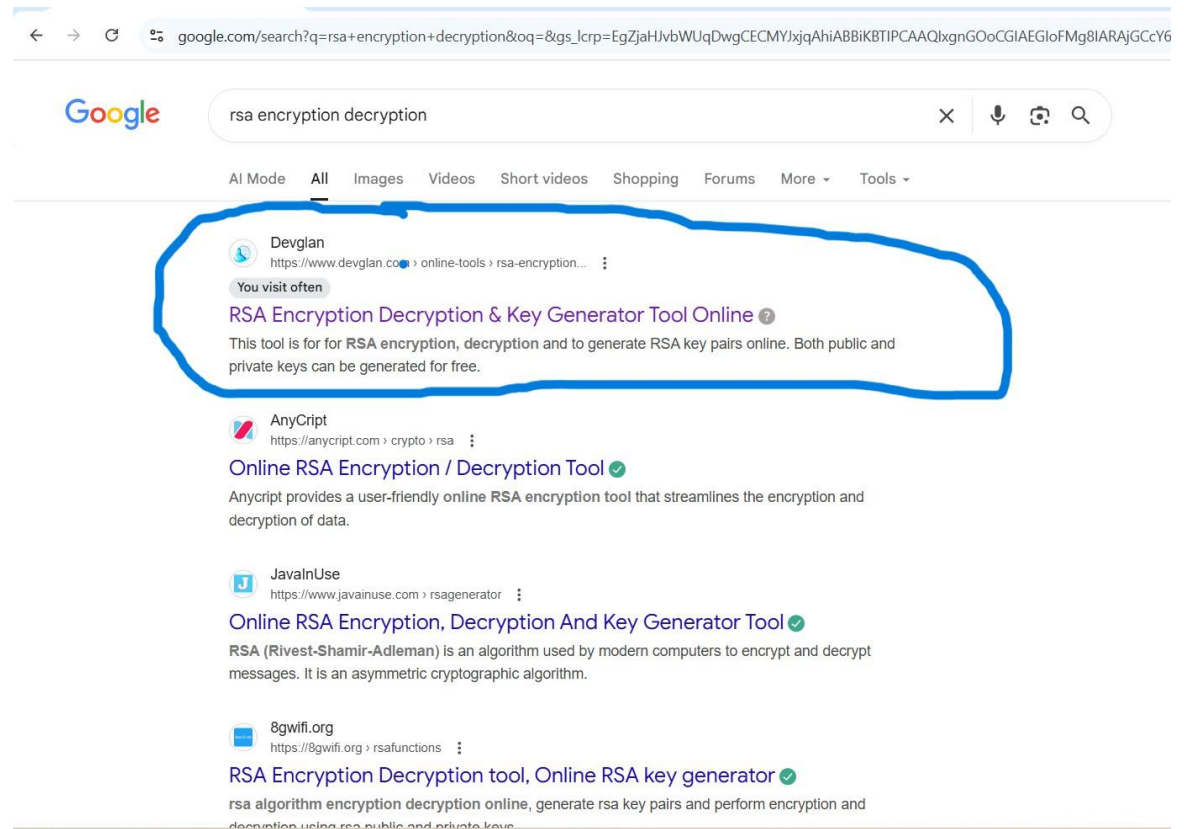 google.com/search?q=rsa+encryption+decryption&oq=&gs_lcrp=
Google
rsa encryption decryption
AI Mode All Images Videos Short videos Shopping Forums More Tools
Devglan
https://www.devglan.com › online-tools › rsa-encryption...
You visit often
RSA Encryption Decryption & Key Generator Tool Online
This tool is for for RSA encryption, decryption and to generate RSA key pairs online. Both public and
private keys can be generated for free.
AnyCript
https://anycript.com › crypto › rsa
Online RSA Encryption / Decryption Tool
Anycript provides a user-friendly online RSA encryption tool that streamlines the encryption and
decryption of data.
JavaInUse
https://www.javainuse.com › rsagenerator
Online RSA Encryption, Decryption And Key Generator Tool
RSA (Rivest-Shamir-Adleman) is an algorithm used by modern computers to encrypt and decrypt
messages. It is an asymmetric cryptographic algorithm.
8gwifi.org
https://8gwifi.org › rsafunctions
RSA Encryption Decryption tool, Online RSA key generator
rsa algorithm encryption decryption online, generate rsa key pairs and perform encryption and
decryption using rsa public and private keys.